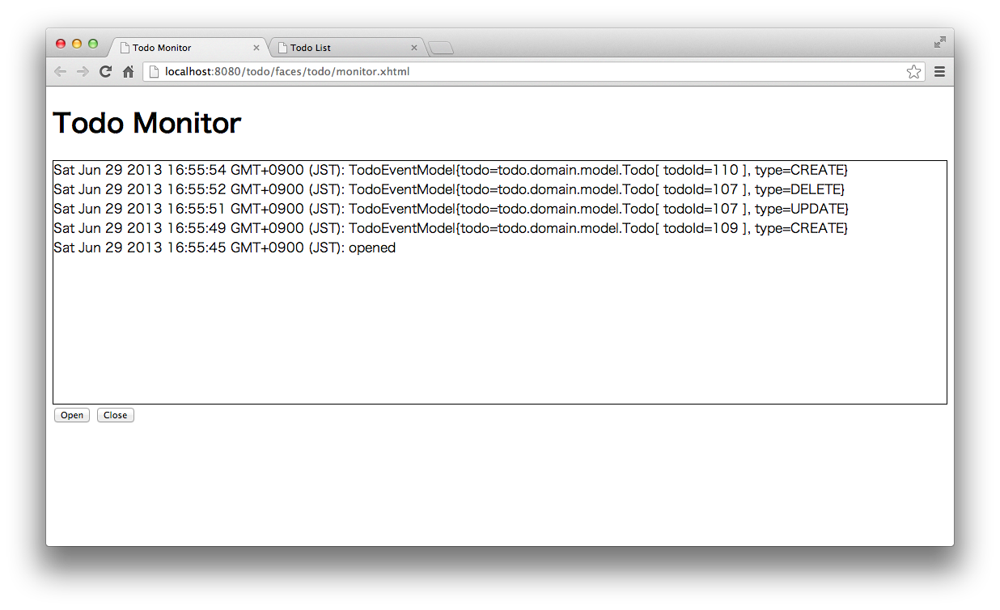 Todo Monitor
Todo List
localhost:8080/todo/faces/todo/monitor.xhtml
Todo Monitor
Sat Jun 29 2013 16:55:54 GMT+0900 (JST): TodoEventModel{todo=todo.domain.model.Todo[ todoId=110 ], type=CREATE}
Sat Jun 29 2013 16:55:52 GMT+0900 (JST): TodoEventModel{todo=todo.domain.model.Todo[ todoId=107 ], type=DELETE}
Sat Jun 29 2013 16:55:51 GMT+0900 (JST): TodoEventModel{todo=todo.domain.model.Todo[ todoId=107 ], type=UPDATE}
Sat Jun 29 2013 16:55:49 GMT+0900 (JST): TodoEventModel{todo=todo.domain.model.Todo[ todoId=109 ], type=CREATE}
Sat Jun 29 2013 16:55:45 GMT+0900 (JST): opened
Open Close